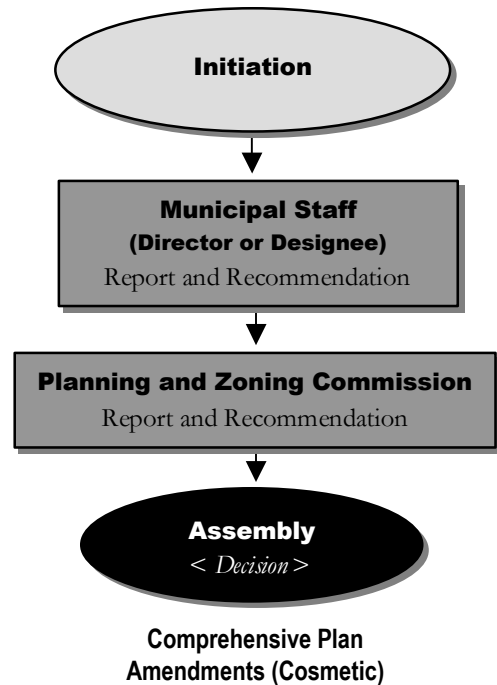 Initiation
Municipal Staff
(Director or Designee)
Report and Recommendation
Planning and Zoning Commission
Report and Recommendation
Assembly
< Decision >
Comprehensive Plan
Amendments (Cosmetic)